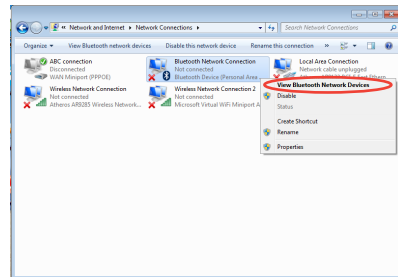 « Network and Internet ▸ Network Connections ▸
Search Network Connections
Organize ▾ View Bluetooth network devices Disable this network device Rename this connection »
ABC connection
Disconnected
WAN Miniport (PPPOE)
Bluetooth Network Connection
Not connected
Bluetooth Device (Personal Area...
Local Area Connection
Network cable unplugged
Wireless Network Connection
Not connected
Atheros AR9285 Wireless Network...
Wireless Network Connection 2
Not connected
Microsoft Virtual WiFi Miniport A
View Bluetooth Network Devices
Disable
Status
Create Shortcut
Rename
Properties